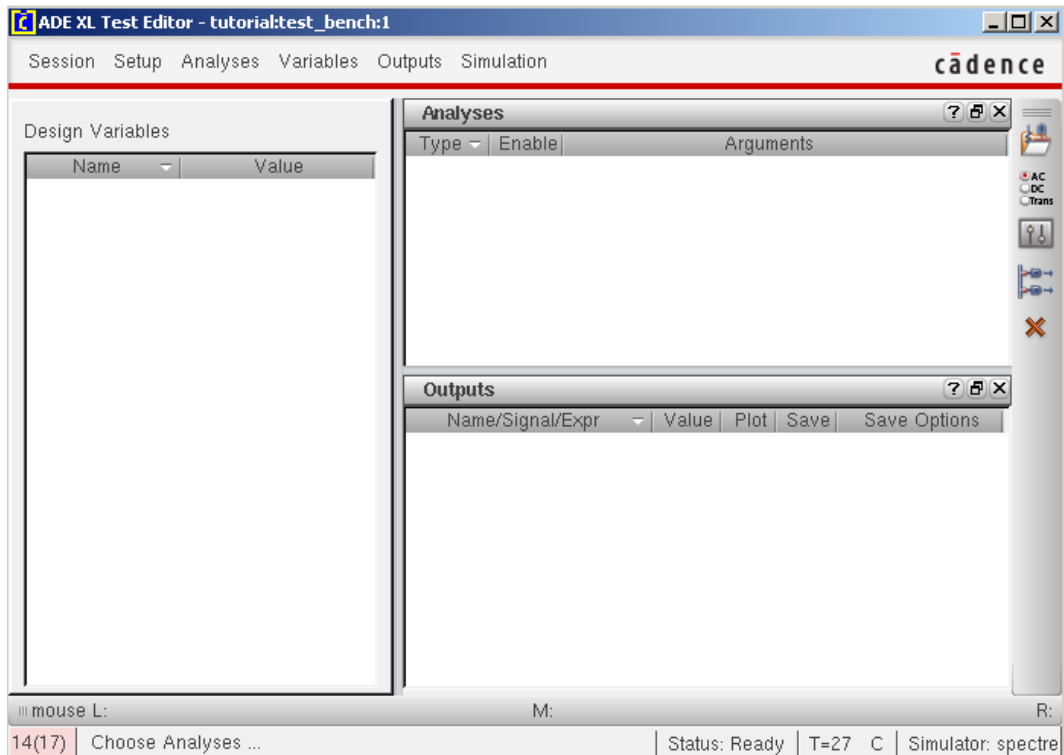 ADE XL Test Editor - tutorial:test_bench:1
Session Setup Analyses Variables Outputs Simulation
cādence
Design Variables
Name Value
Analyses
Type Enable Arguments
AC
DC
Trans
Outputs
Name/Signal/Expr Value Plot Save Save Options
mouse L: M: R:
14(17) Choose Analyses ... Status: Ready T=27 C Simulator: spectre